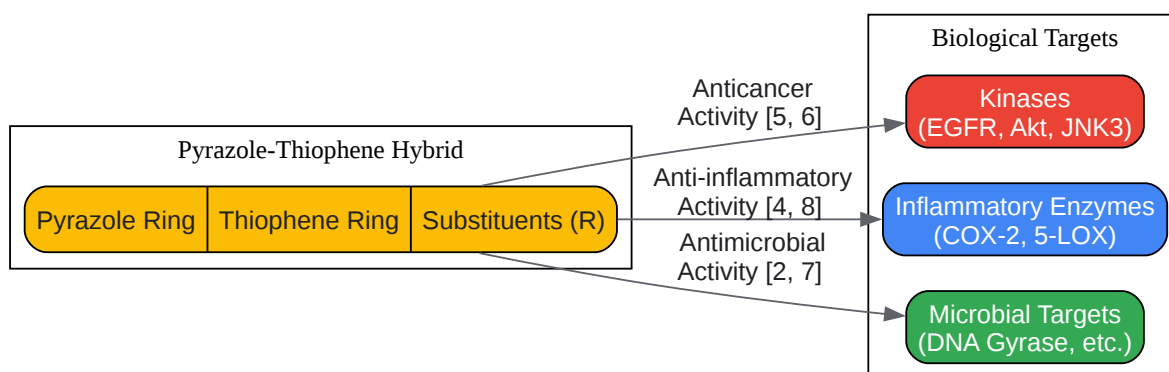 Pyrazole-Thiophene Hybrid
Pyrazole Ring
Thiophene Ring
Substituents (R)
Anticancer
Activity [5, 6]
Anti-inflammatory
Activity [4, 8]
Antimicrobial
Activity [2, 7]
Biological Targets
Kinases
(EGFR, Akt, JNK3)
Inflammatory Enzymes
(COX-2, 5-LOX)
Microbial Targets
(DNA Gyrase, etc.)